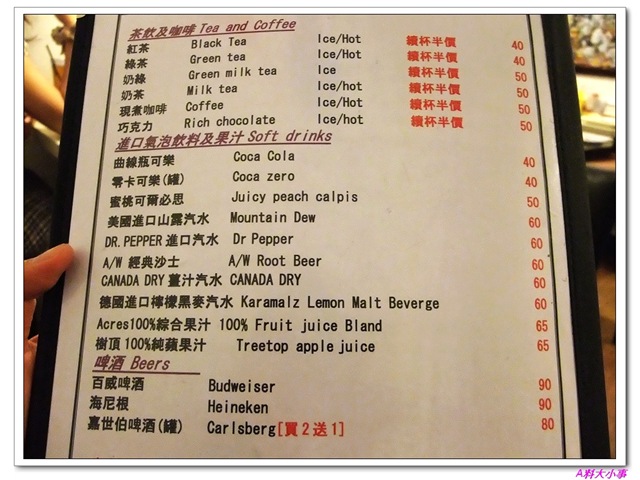 茶飲及咖啡 Tea and Coffee
紅茶 Black Tea Ice/Hot 續杯半價 40
綠茶 Green tea Ice/Hot 續杯半價 40
奶綠 Green milk tea Ice 續杯半價 50
奶茶 Milk tea Ice/hot 續杯半價 50
現煮咖啡 Coffee Ice/Hot 續杯半價 50
巧克力 Rich chocolate Ice/hot 續杯半價 50
進口氣泡飲料及果汁 Soft drinks
曲線瓶可樂 Coca Cola 40
零卡可樂(罐) Coca zero 40
蜜桃可爾必思 Juicy peach calpis 50
美國進口山露汽水 Mountain Dew 60
DR. PEPPER 進口汽水 Dr Pepper 60
A/W 經典沙士 A/W Root Beer 60
CANADA DRY 薑汁汽水 CANADA DRY 60
德國進口檸檬黑麥汽水 Karamalz Lemon Malt Beverge 60
Acres100%綜合果汁 100% Fruit juice Bland 65
樹頂 100%純蘋果汁 Treetop apple juice 65
啤酒 Beers
百威啤酒 Budweiser 90
海尼根 Heineken 90
嘉世伯啤酒(罐) Carlsberg[買2送1] 80
A料大小事